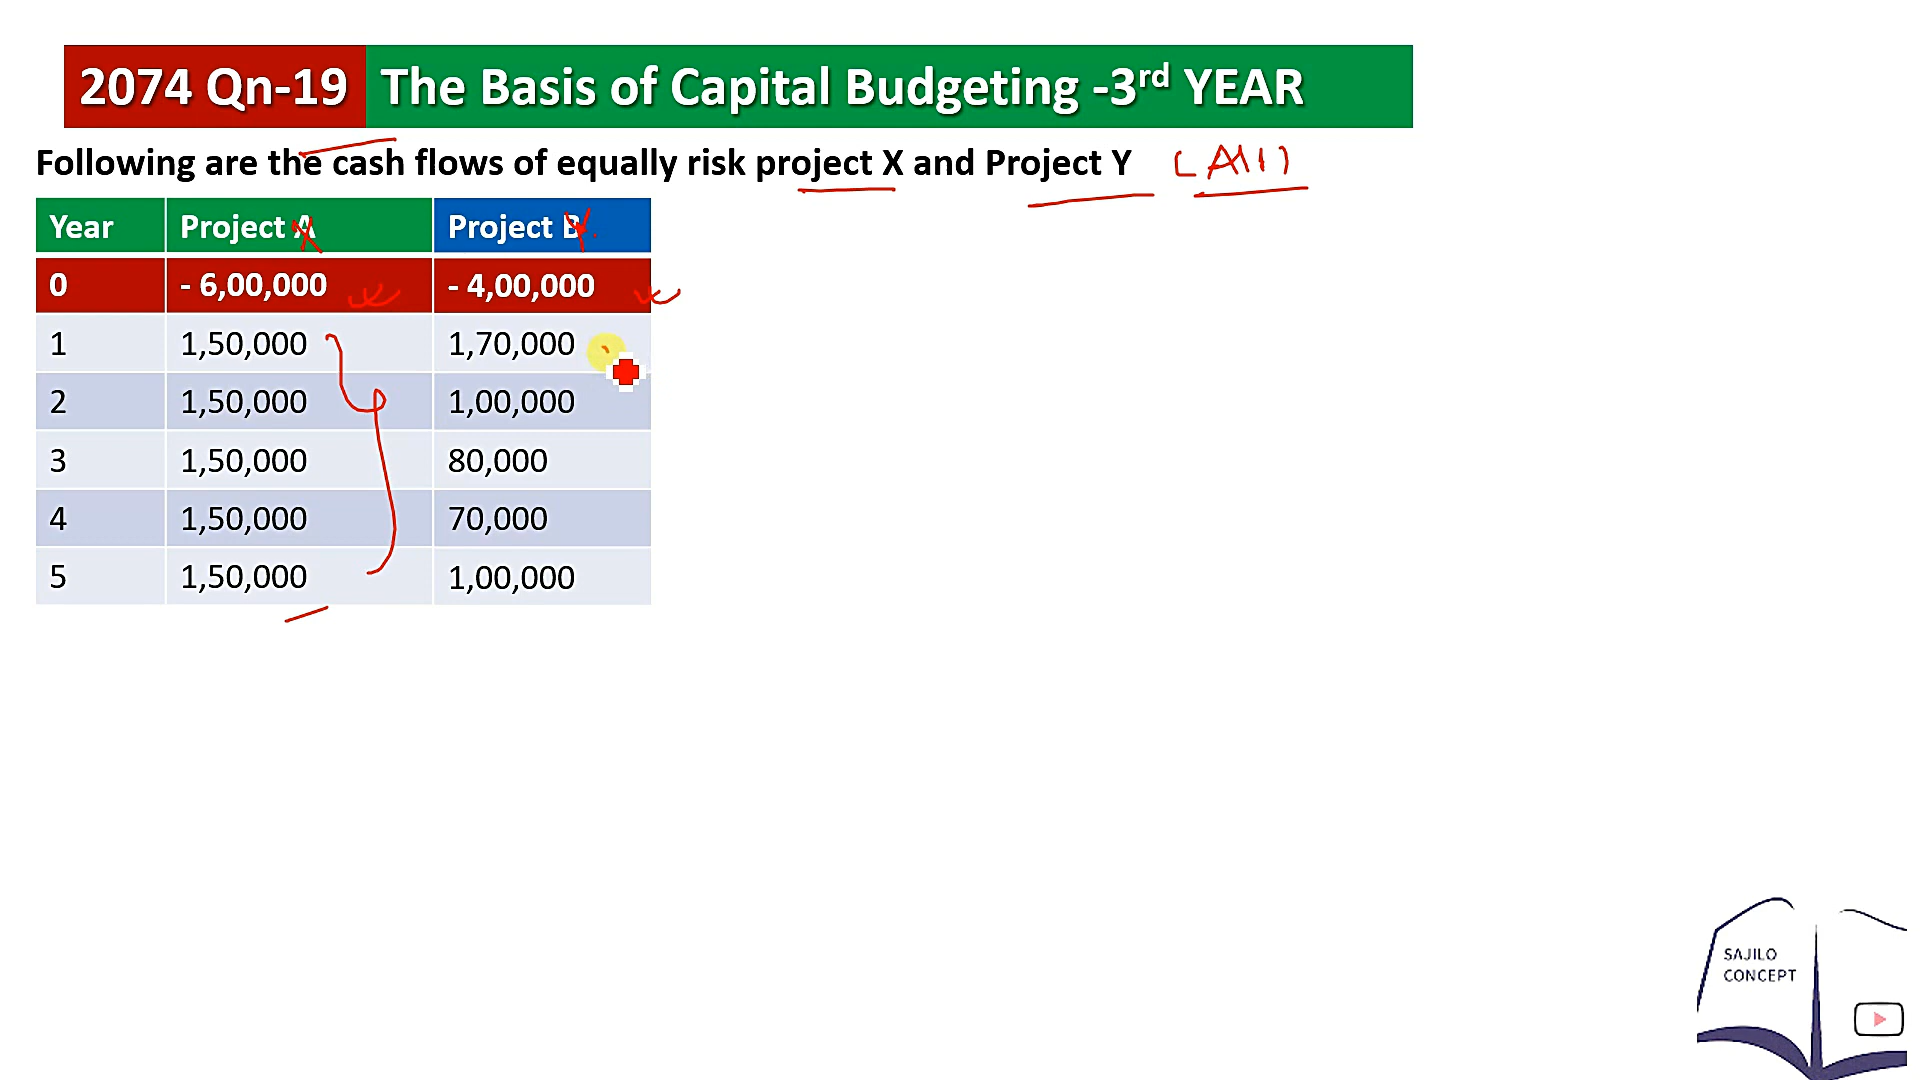 2074 Qn-19 The Basis of Capital Budgeting -3rd YEAR
Following are the cash flows of equally risk project X and Project Y
Year Project A X Project B Y
0 - 6,00,000 - 4,00,000
1 1,50,000 1,70,000
2 1,50,000 1,00,000
3 1,50,000 80,000
4 1,50,000 70,000
5 1,50,000 1,00,000
SAJILO
CONCEPT